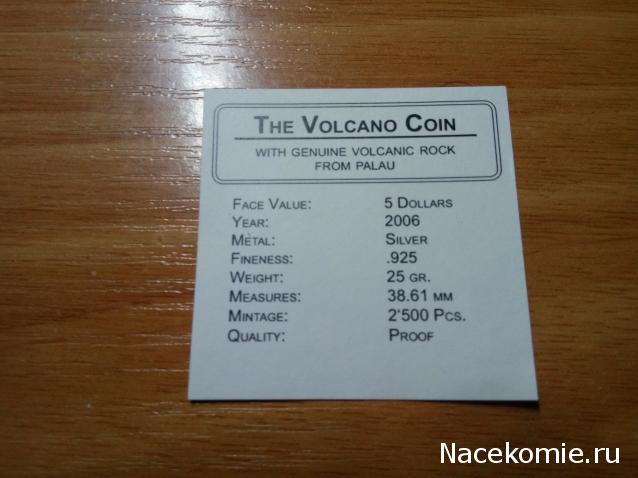 THE VOLCANO COIN
WITH GENUINE VOLCANIC ROCK
FROM PALAU
FACE VALUE: 5 DOLLARS
YEAR: 2006
METAL: SILVER
FINENESS: .925
WEIGHT: 25 GR.
MEASURES: 38.61 MM
MINTAGE: 2'500 PCS.
QUALITY: PROOF
Nacekomie.ru